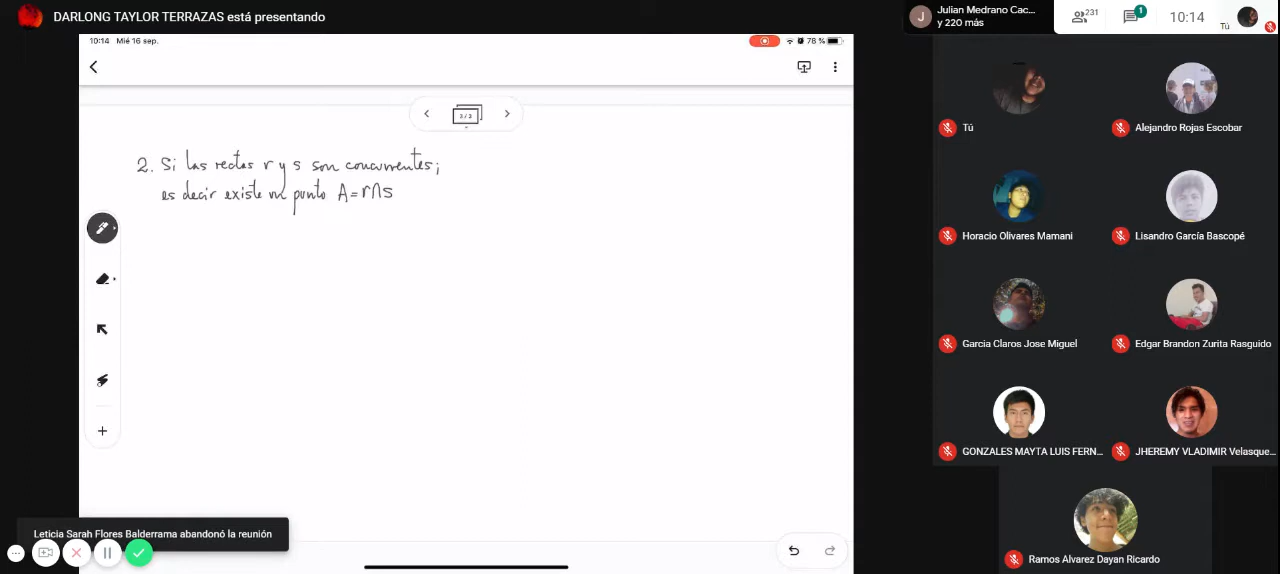 DARLONG TAYLOR TERRAZAS está presentando
Julian Medrano Cac...
y 220 más
231
1
10:14
Tú
10:14 Mié 16 sep.
78 %
2. Si las rectas r y s son concurrentes;
es decir existe un punto A=r∩s
Tú
Alejandro Rojas Escobar
Horacio Olivares Mamani
Lisandro García Bascopé
Garcia Claros Jose Miguel
Edgar Brandon Zurita Rasguido
GONZALES MAYTA LUIS FERN...
JHEREMY VLADIMIR Velasque...
Ramos Alvarez Dayan Ricardo
Leticia Sarah Flores Balderrama abandonó la reunión